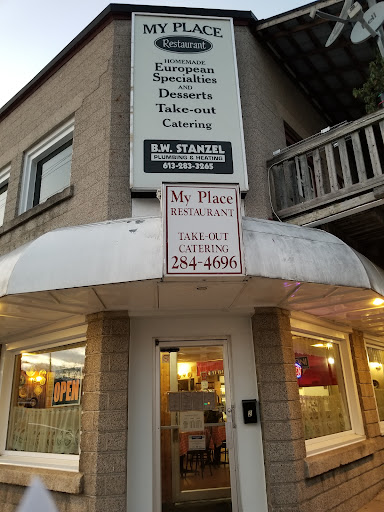 MY PLACE
Restaurant
HOMEMADE
European
Specialties
AND
Desserts
Take-out
Catering
B.W. STANZEL
PLUMBING & HEATING
613-283-3265
My Place
RESTAURANT
TAKE-OUT
CATERING
284-4696
OPEN